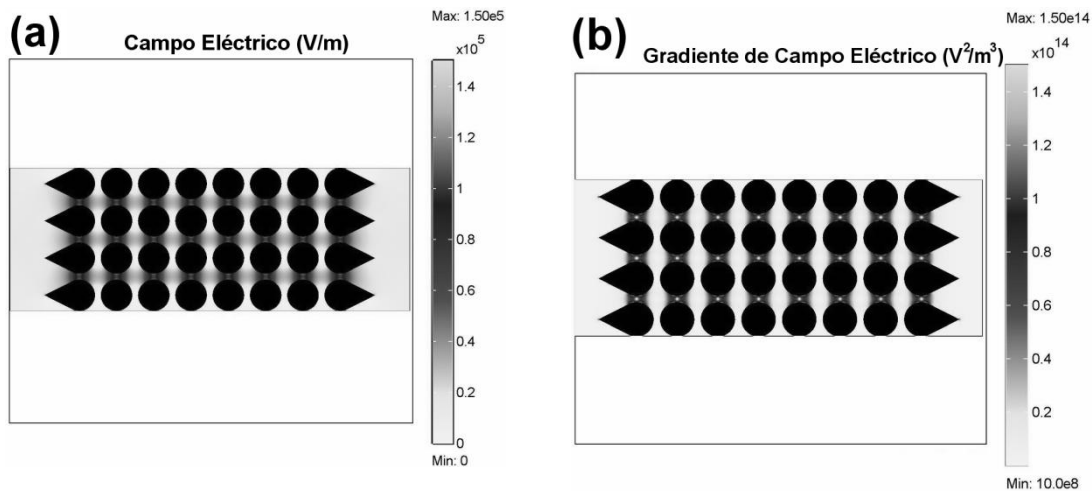 (a)
Campo Eléctrico (V/m)
Max: 1.50e5
x10^5
1.4
1.2
1
0.8
0.6
0.4
0.2
0
Min: 0
(b)
Gradiente de Campo Eléctrico (V²/m³)
Max: 1.50e14
x10^14
1.4
1.2
1
0.8
0.6
0.4
0.2
Min: 10.0e8